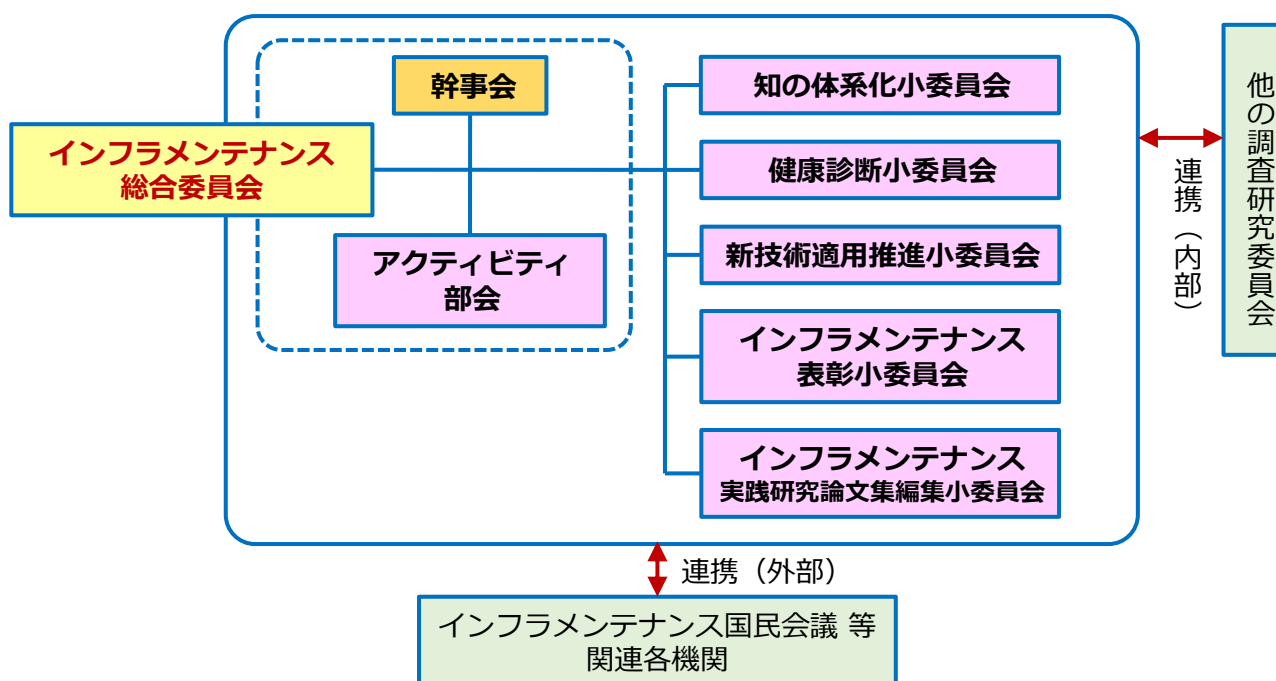 幹事会
インフラメンテナンス
総合委員会
アクティビティ
部会
知の体系化小委員会
健康診断小委員会
新技術適用推進小委員会
インフラメンテナンス
表彰小委員会
インフラメンテナンス
実践研究論文集編集小委員会
連携（内部）
他の調査研究委員会
連携（外部）
インフラメンテナンス国民会議 等
関連各機関